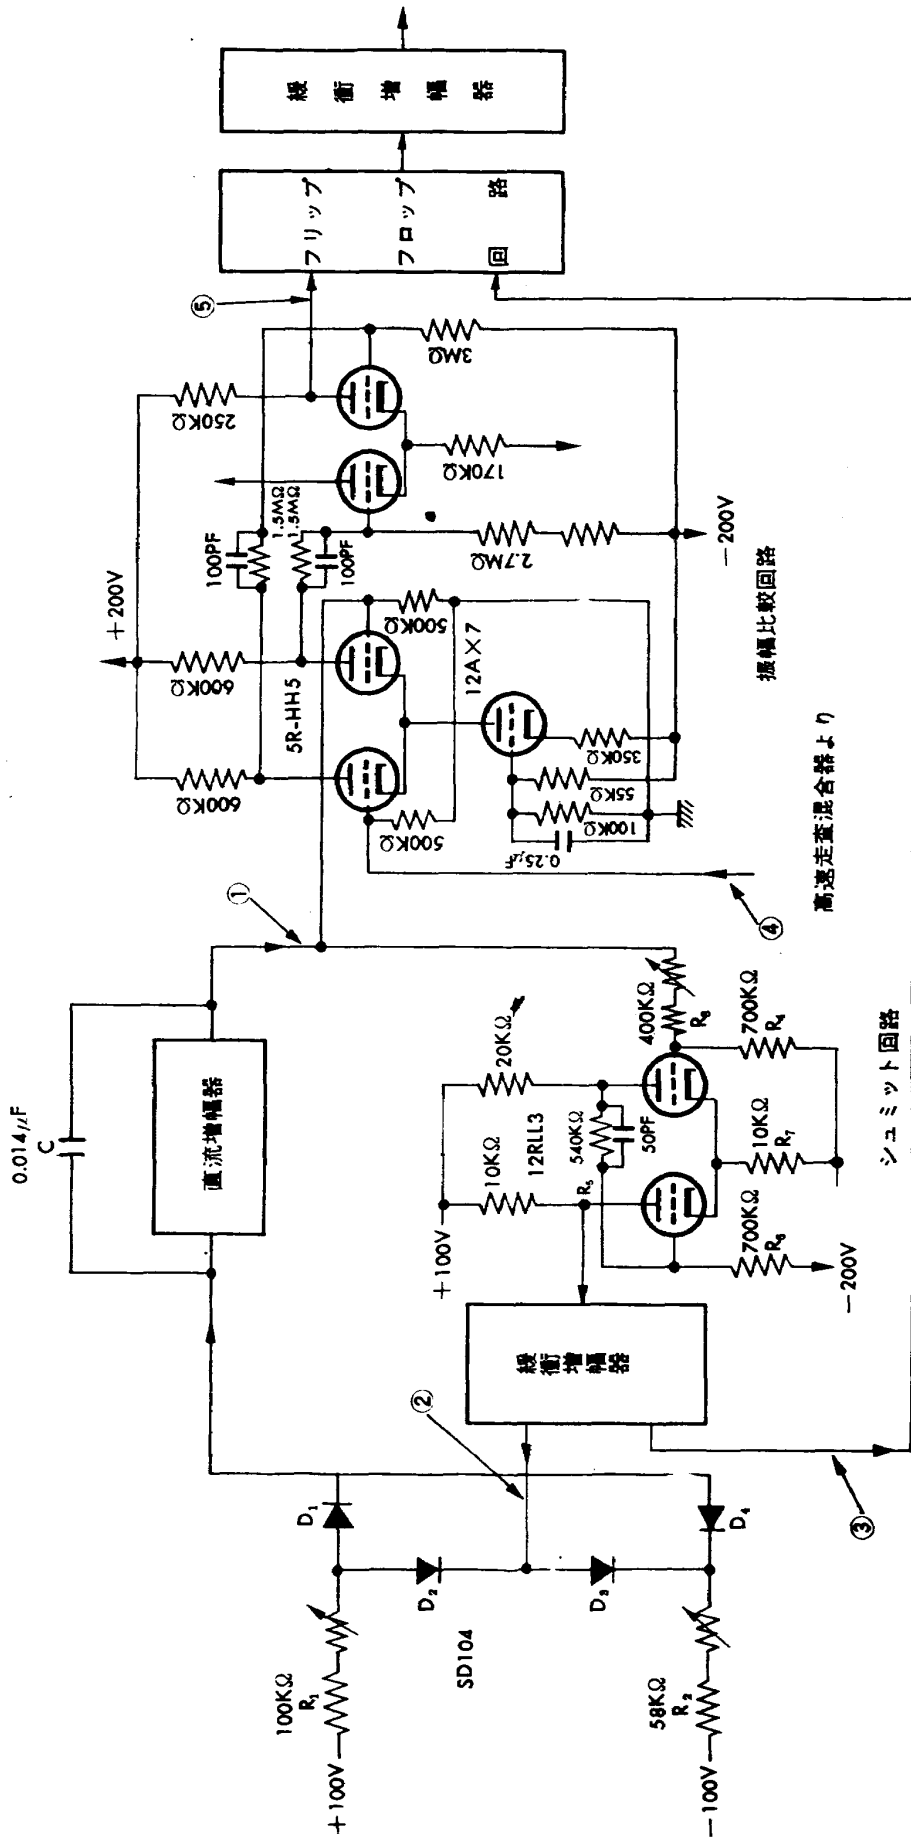 0.014μF
C
直流増幅器
+100V
100KΩ
R₁
D₁
D₂
SD104
D₃
D₄
58KΩ
R₂
-100V
①
②
緩衝増幅器
③
+100V
10KΩ
20KΩ
12RLL3
R₅
540KΩ
50PF
400KΩ
700KΩ
R₆
10KΩ
R₇
700KΩ
R₄
-200V
シュミット回路
+200V
600KΩ
600KΩ
250KΩ
5R-HH5
100PF
1.5MΩ
1.5MΩ
100PF
500KΩ
500KΩ
12A×7
0.25μF
100KΩ
55KΩ
350KΩ
2.7MΩ
170KΩ
3MΩ
-200V
④
高速走査混合器より
振幅比較回路
⑤
フリップ
フロップ
回路
緩衝増幅器